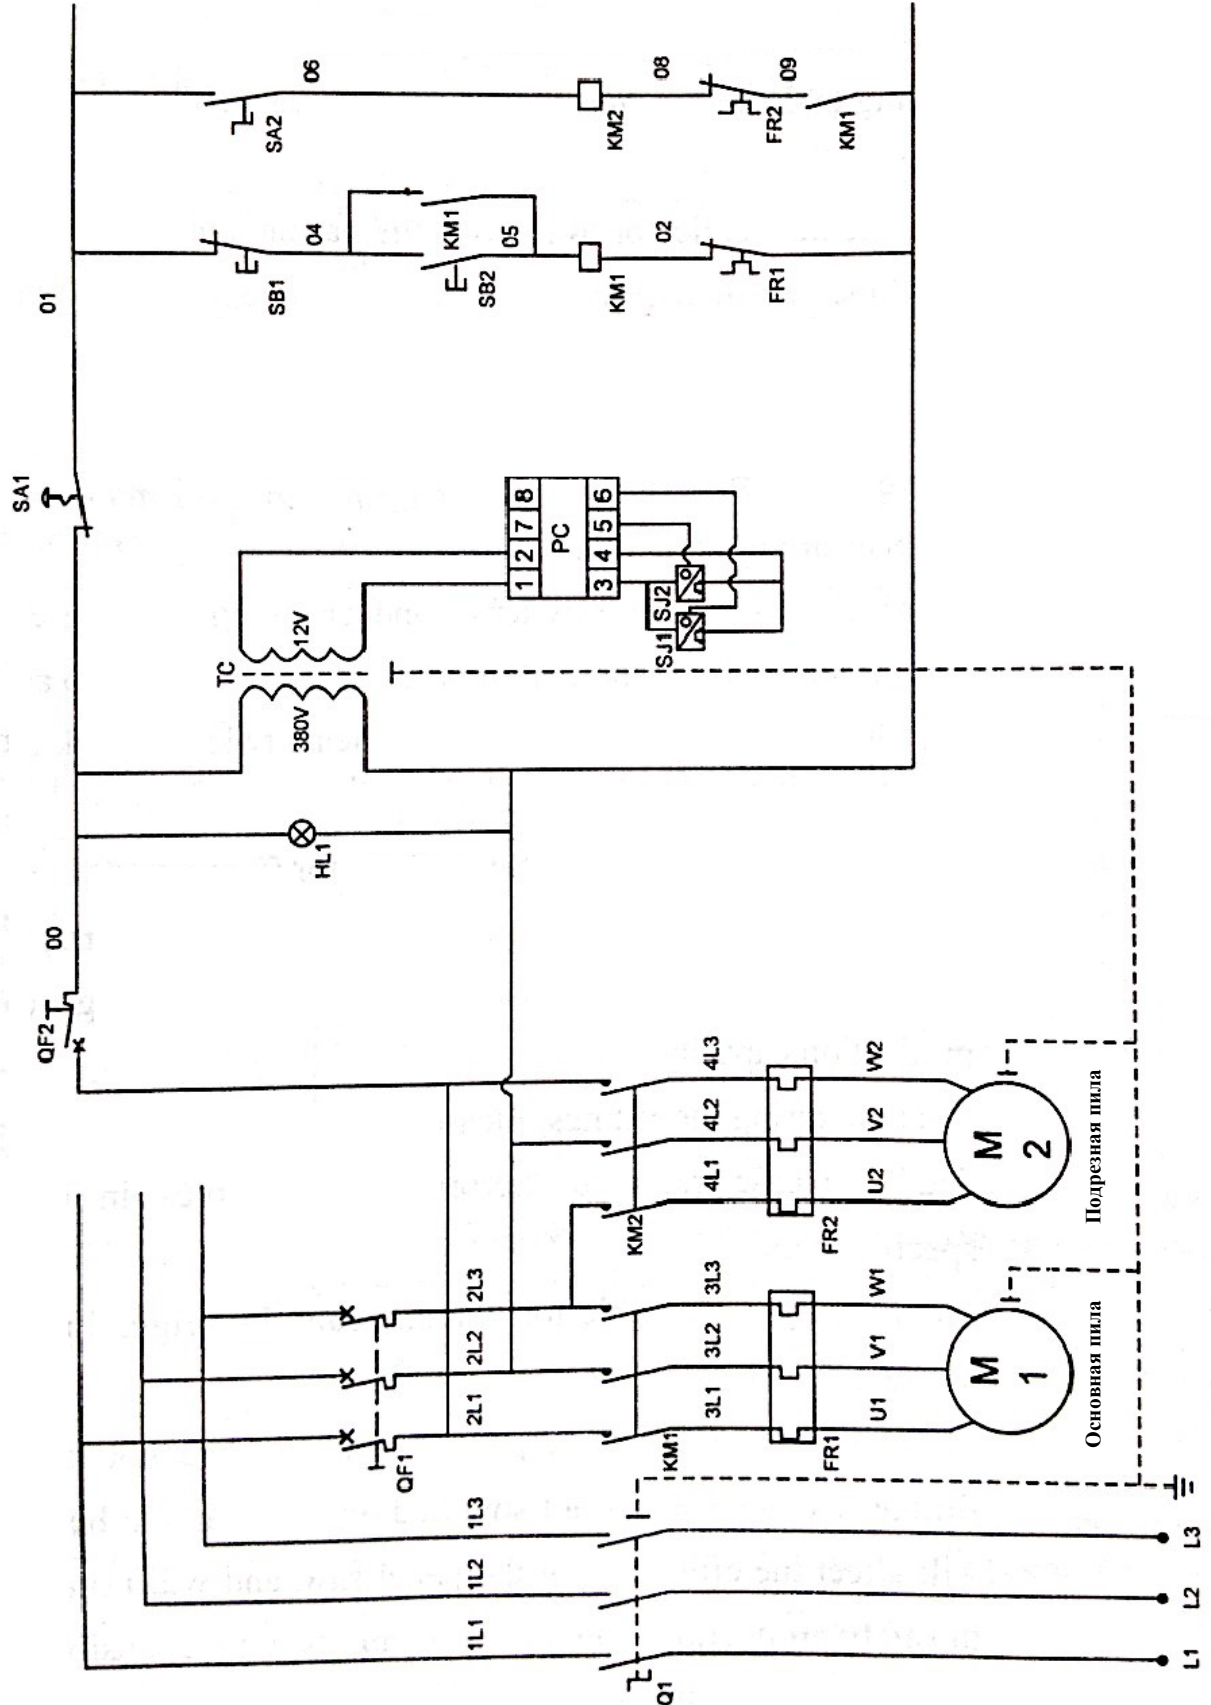 SA1
01
SA2
06
KM2
08
FR2
09
KM1
SB1
04
KM1
SB2
05
KM1
02
FR1
TC
380V
12V
1 2 7 8
PC
3 4 5 6
SJ1
SJ2
HL1
QF2
00
4L1
4L2
4L3
KM2
FR2
U2
V2
W2
M
2
Подрезная пила
QF1
2L1
2L2
2L3
KM1
3L1
3L2
3L3
FR1
U1
V1
W1
M
1
Основная пила
1L1
1L2
1L3
Q1
L1
L2
L3